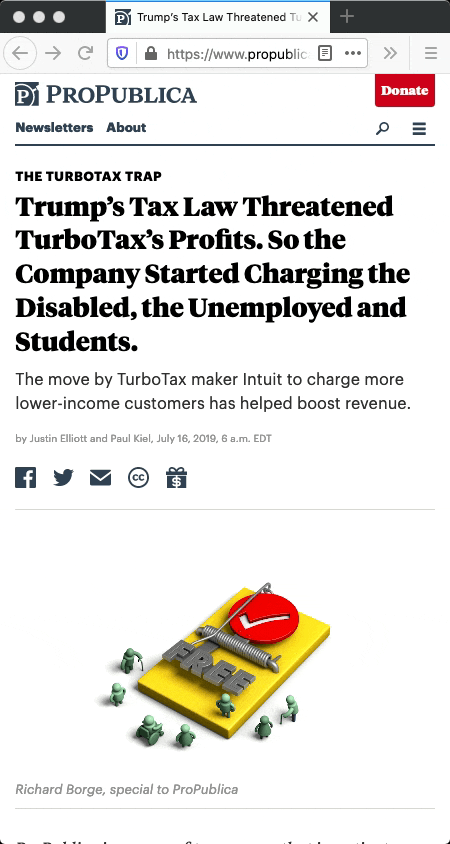 Trump's Tax Law Threatened Tu
https://www.propublic
PROPUBLICA
Donate
Newsletters About
THE TURBOTAX TRAP
Trump's Tax Law Threatened
TurboTax's Profits. So the
Company Started Charging the
Disabled, the Unemployed and
Students.
The move by TurboTax maker Intuit to charge more
lower-income customers has helped boost revenue.
by Justin Elliott and Paul Kiel, July 16, 2019, 6 a.m. EDT
FREE
Richard Borge, special to ProPublica